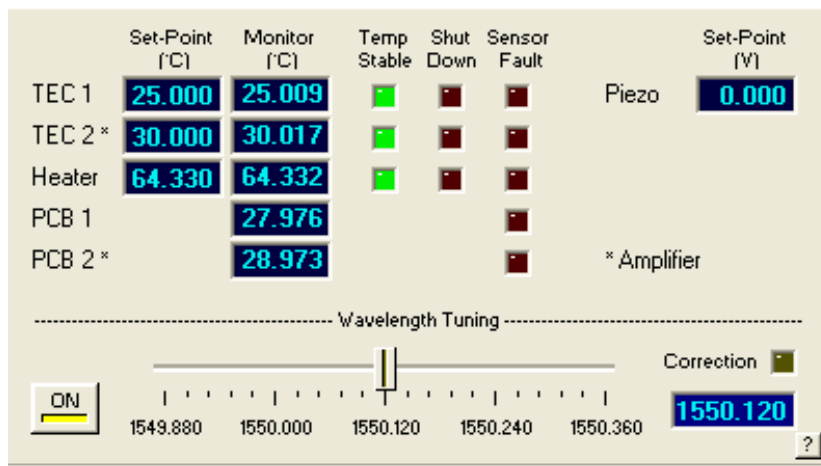 Set-Point Monitor Temp Shut Sensor Set-Point
(°C) (°C) Stable Down Fault (V)
TEC 1 25.000 25.009 Piezo 0.000
TEC 2 * 30.000 30.017
Heater 64.330 64.332
PCB 1 27.976
PCB 2 * 28.973 * Amplifier
Wavelength Tuning
Correction
ON 1550.120
1549.880 1550.000 1550.120 1550.240 1550.360
?